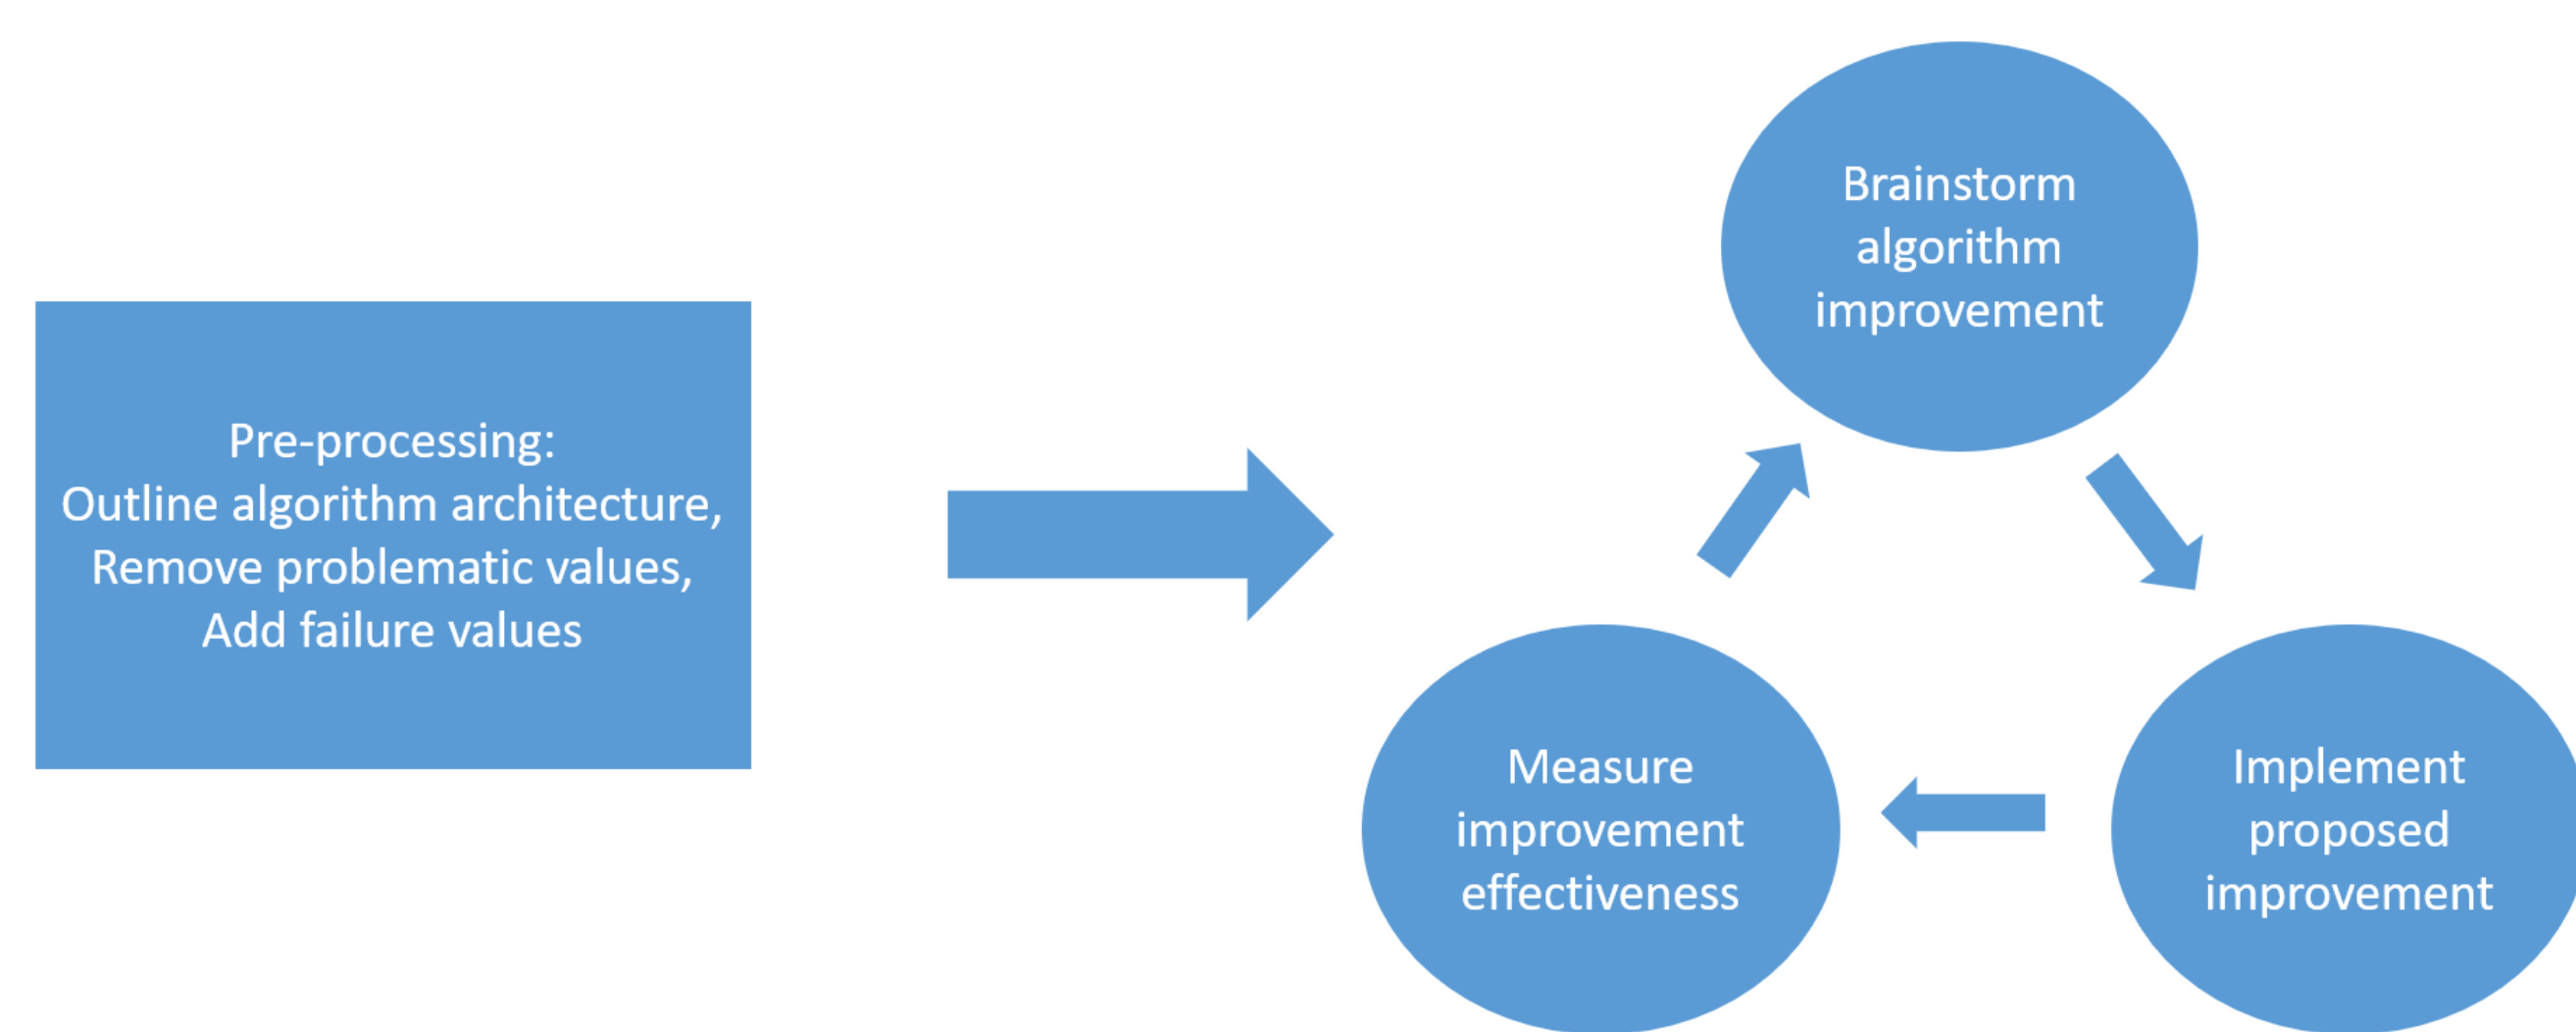 Pre-processing:
Outline algorithm architecture,
Remove problematic values,
Add failure values
Brainstorm
algorithm
improvement
Measure
improvement
effectiveness
Implement
proposed
improvement